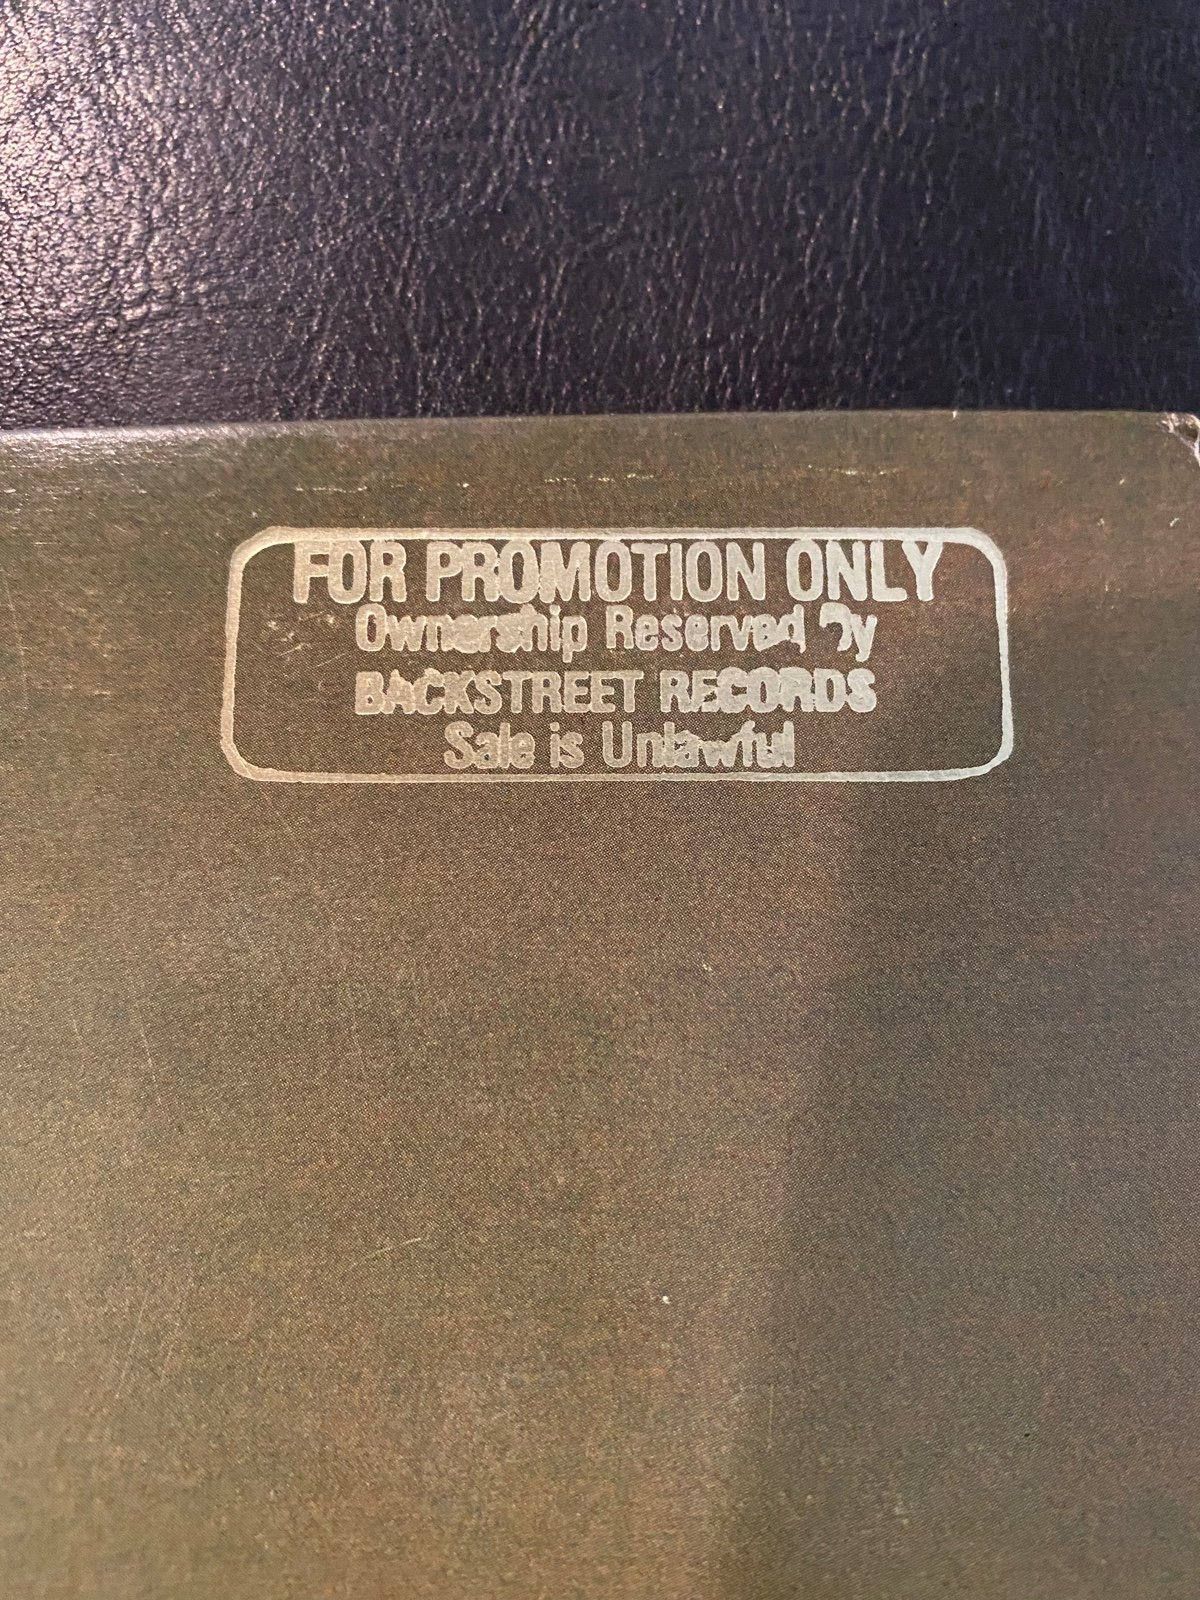 FOR PROMOTION ONLY
Ownership Reserved By
BACKSTREET RECORDS
Sale is Unlawful